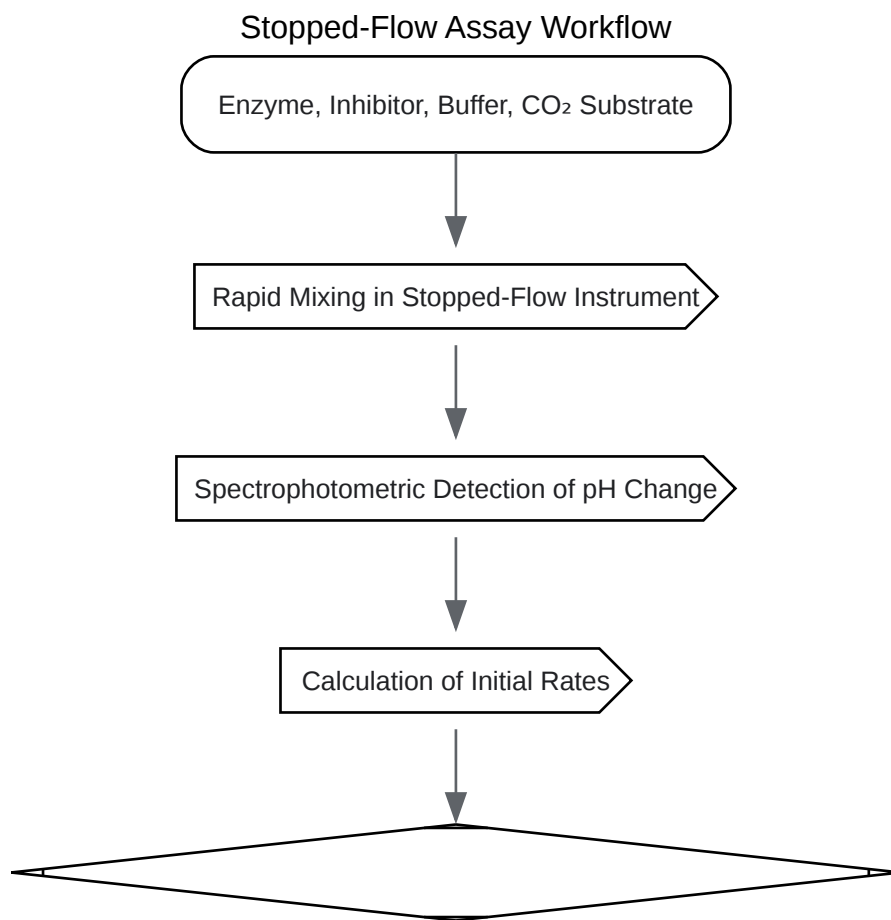 Stopped-Flow Assay Workflow
Enzyme, Inhibitor, Buffer, CO₂ Substrate
Rapid Mixing in Stopped-Flow Instrument
Spectrophotometric Detection of pH Change
Calculation of Initial Rates